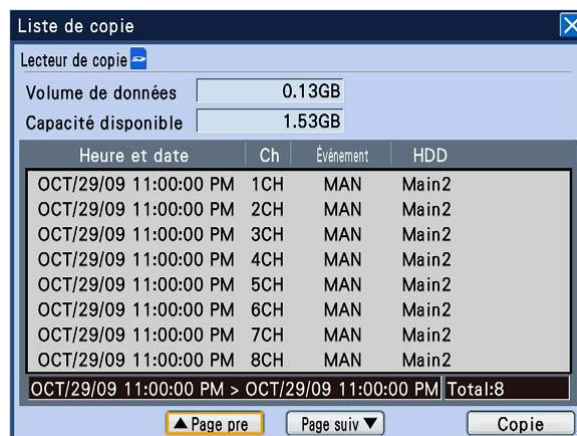 Liste de copie
Lecteur de copie
Volume de données 0.13GB
Capacité disponible 1.53GB
Heure et date Ch Événement HDD
OCT/29/09 11:00:00 PM 1CH MAN Main2
OCT/29/09 11:00:00 PM 2CH MAN Main2
OCT/29/09 11:00:00 PM 3CH MAN Main2
OCT/29/09 11:00:00 PM 4CH MAN Main2
OCT/29/09 11:00:00 PM 5CH MAN Main2
OCT/29/09 11:00:00 PM 6CH MAN Main2
OCT/29/09 11:00:00 PM 7CH MAN Main2
OCT/29/09 11:00:00 PM 8CH MAN Main2
OCT/29/09 11:00:00 PM > OCT/29/09 11:00:00 PM Total:8
▲ Page pre Page suiv ▼ Copie